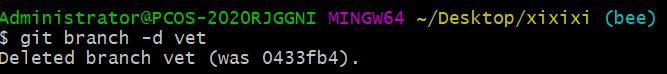 Administrator@PCOS-2020RJGGNI MINGW64 ~/Desktop/xixixi (bee)
$ git branch -d vet
Deleted branch vet (was 0433fb4).